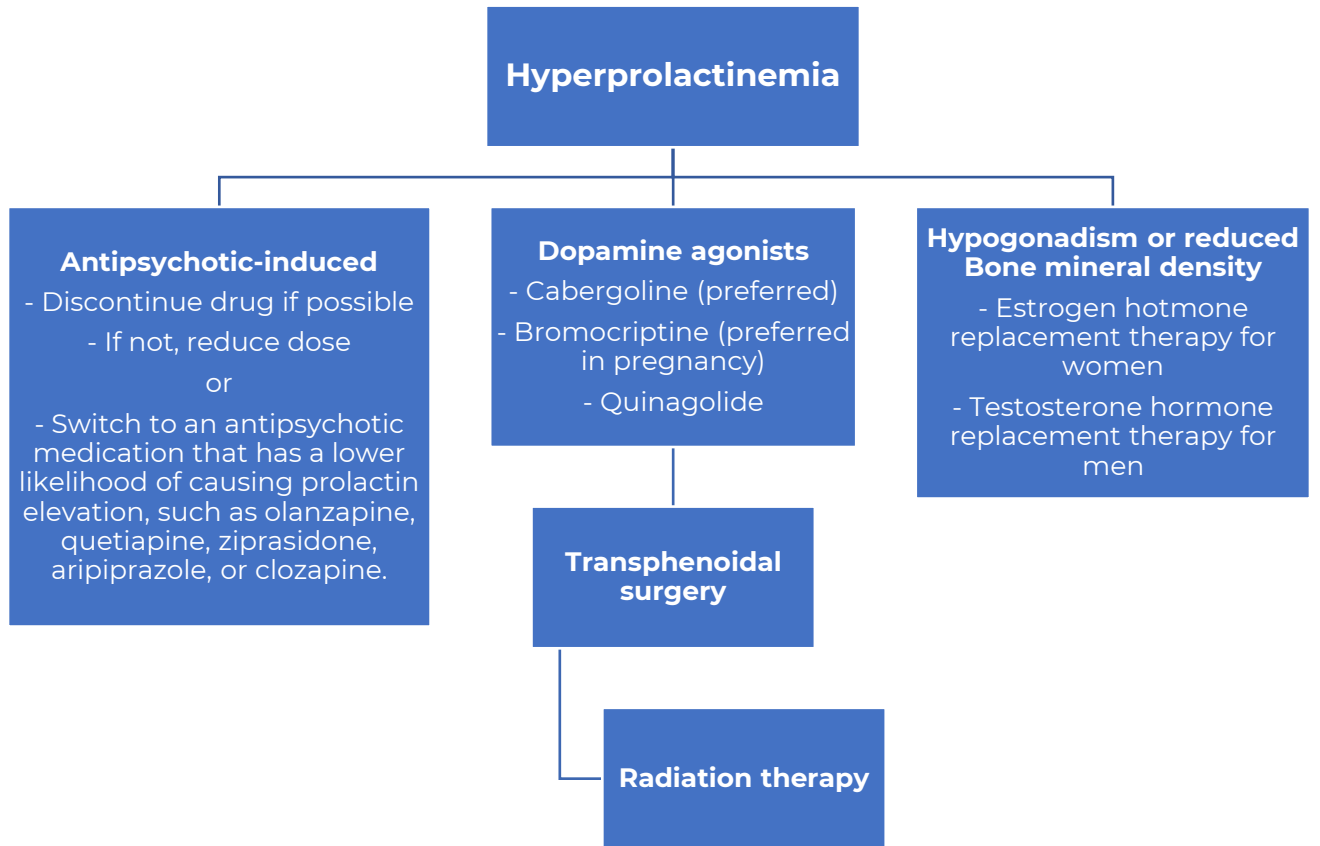 Hyperprolactinemia
Antipsychotic-induced
- Discontinue drug if possible
- If not, reduce dose
or
- Switch to an antipsychotic
medication that has a lower
likelihood of causing prolactin
elevation, such as olanzapine,
quetiapine, ziprasidone,
aripiprazole, or clozapine.
Dopamine agonists
- Cabergoline (preferred)
- Bromocriptine (preferred
in pregnancy)
- Quinagolide
Transphenoidal
surgery
Radiation therapy
Hypogonadism or reduced
Bone mineral density
- Estrogen hotmone
replacement therapy for
women
- Testosterone hormone
replacement therapy for
men